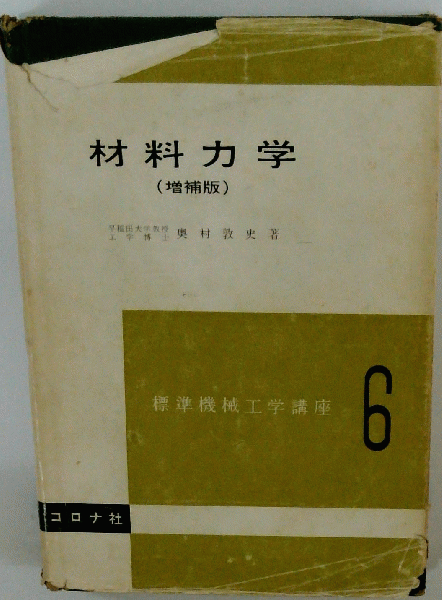 材料力学
(増補版)
早稲田大学教授
工学博士 奥村敦史著
標準機械工学講座 6
コロナ社